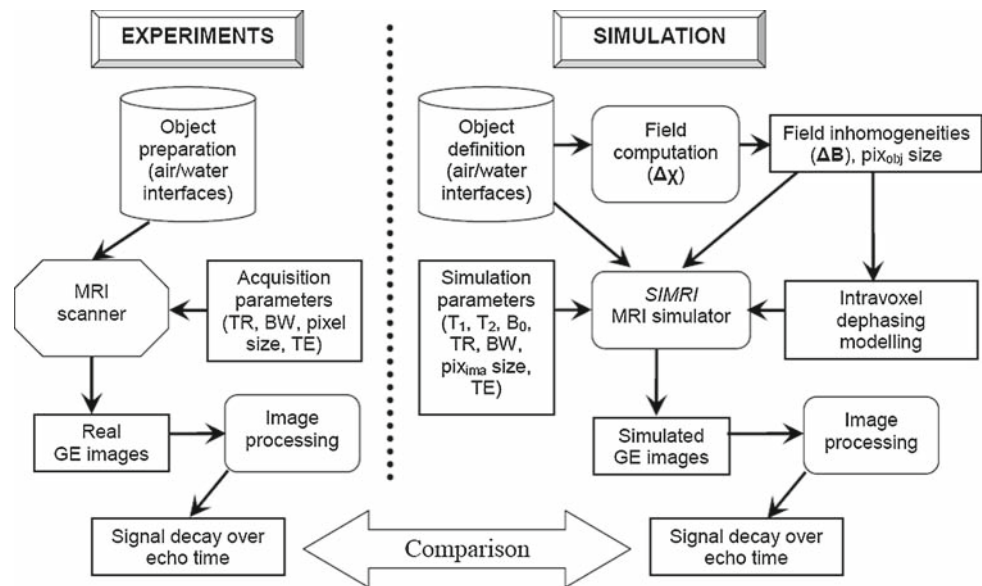 EXPERIMENTS
Object
preparation
(air/water
interfaces)
MRI
scanner
Acquisition
parameters
(TR, BW, pixel
size, TE)
Real
GE images
Image
processing
Signal decay over
echo time
SIMULATION
Object
definition
(air/water
interfaces)
Field
computation
(Δχ)
Field inhomogeneities
(ΔB), pixobj size
Simulation
parameters
(T1, T2, B0,
TR, BW,
pixima size,
TE)
SIMRI
MRI simulator
Intravoxel
dephasing
modelling
Simulated
GE images
Image
processing
Signal decay over
echo time
Comparison